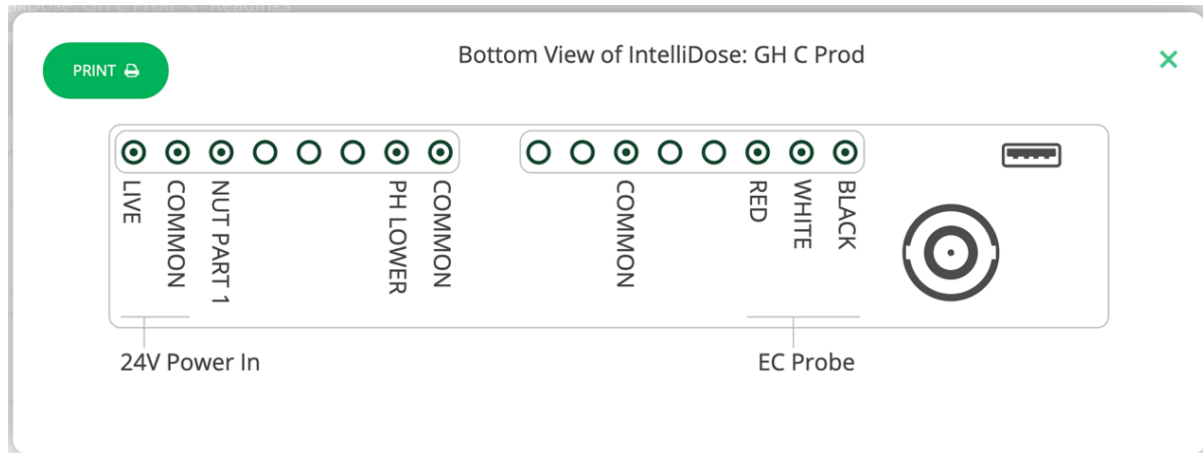 PRINT
Bottom View of IntelliDose: GH C Prod
LIVE
COMMON
NUT PART 1
PH LOWER
COMMON
COMMON
RED
WHITE
BLACK
24V Power In
EC Probe